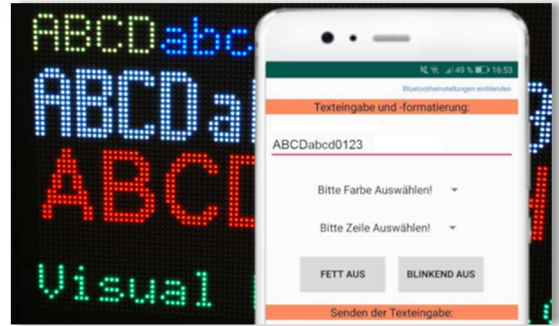 ABCDabc
ABCDa
ABCD
Visual
49 % 16:53
Bluetootheinstellungen einblenden
Texteingabe und -formatierung:
ABCDabcd0123
Bitte Farbe Auswählen!
Bitte Zeile Auswählen!
FETT AUS BLINKEND AUS
Senden der Texteingabe: